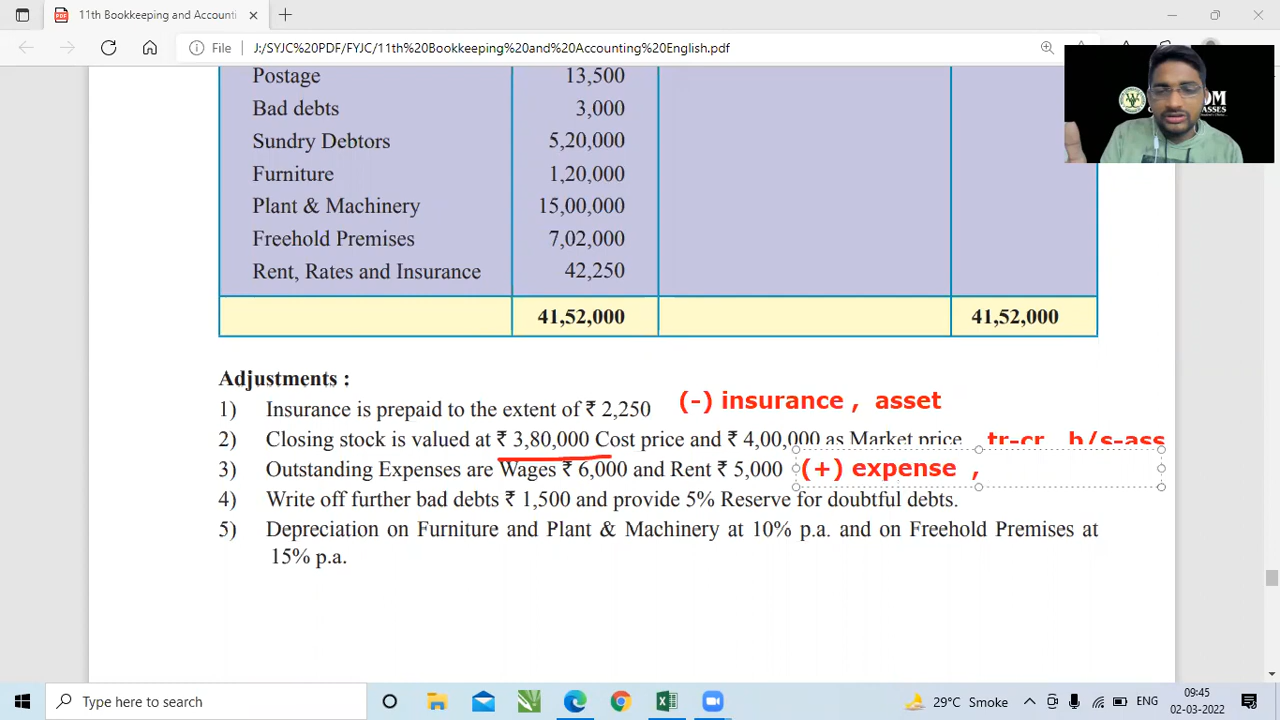 11th Bookkeeping and Accounti
File J:/SYJC%20PDF/FYJC/11th%20Bookkeeping%20and%20Accounting%20English.pdf
Postage 13,500
Bad debts 3,000
Sundry Debtors 5,20,000
Furniture 1,20,000
Plant & Machinery 15,00,000
Freehold Premises 7,02,000
Rent, Rates and Insurance 42,250
41,52,000 41,52,000
Adjustments :
1) Insurance is prepaid to the extent of ₹ 2,250 (-) insurance , asset
2) Closing stock is valued at ₹ 3,80,000 Cost price and ₹ 4,00,000 as Market price. tr-cr, b/s-ass
3) Outstanding Expenses are Wages ₹ 6,000 and Rent ₹ 5,000 (+) expense ,
4) Write off further bad debts ₹ 1,500 and provide 5% Reserve for doubtful debts.
5) Depreciation on Furniture and Plant & Machinery at 10% p.a. and on Freehold Premises at
15% p.a.
Type here to search
29°C Smoke
ENG
09:45
02-03-2022